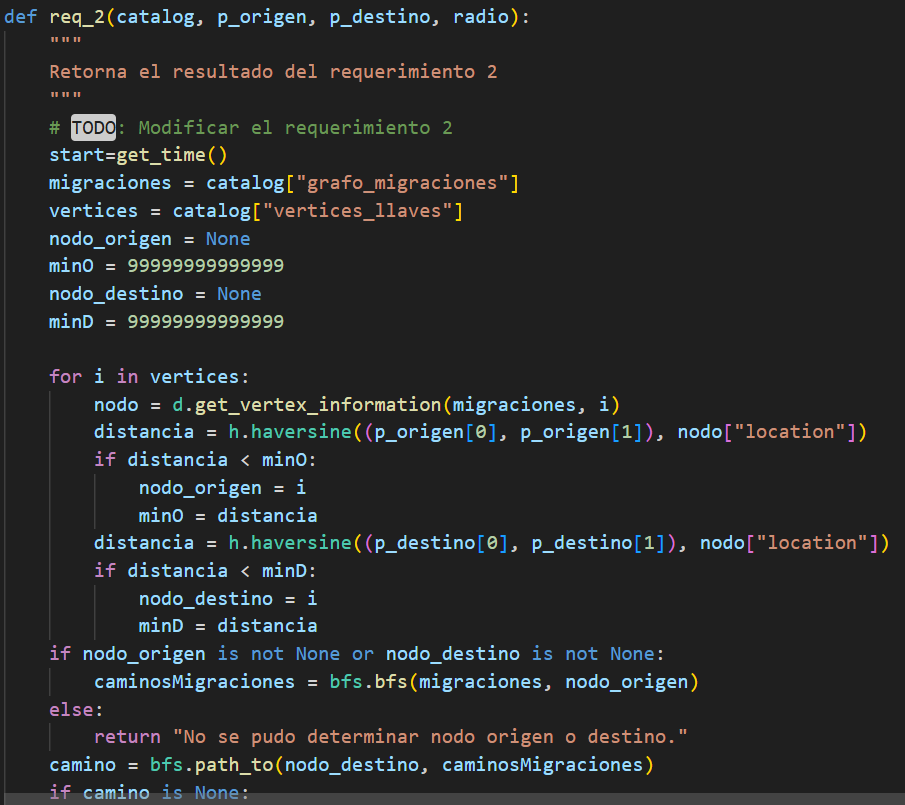 def req_2(catalog, p_origen, p_destino, radio):
    """
    Retorna el resultado del requerimiento 2
    """
    # TODO: Modificar el requerimiento 2
    start=get_time()
    migraciones = catalog["grafo_migraciones"]
    vertices = catalog["vertices_llaves"]
    nodo_origen = None
    minO = 99999999999999
    nodo_destino = None
    minD = 99999999999999

    for i in vertices:
        nodo = d.get_vertex_information(migraciones, i)
        distancia = h.haversine((p_origen[0], p_origen[1]), nodo["location"])
        if distancia < minO:
            nodo_origen = i
            minO = distancia
        distancia = h.haversine((p_destino[0], p_destino[1]), nodo["location"])
        if distancia < minD:
            nodo_destino = i
            minD = distancia
    if nodo_origen is not None or nodo_destino is not None:
        caminosMigraciones = bfs.bfs(migraciones, nodo_origen)
    else:
        return "No se pudo determinar nodo origen o destino."
    camino = bfs.path_to(nodo_destino, caminosMigraciones)
    if camino is None: